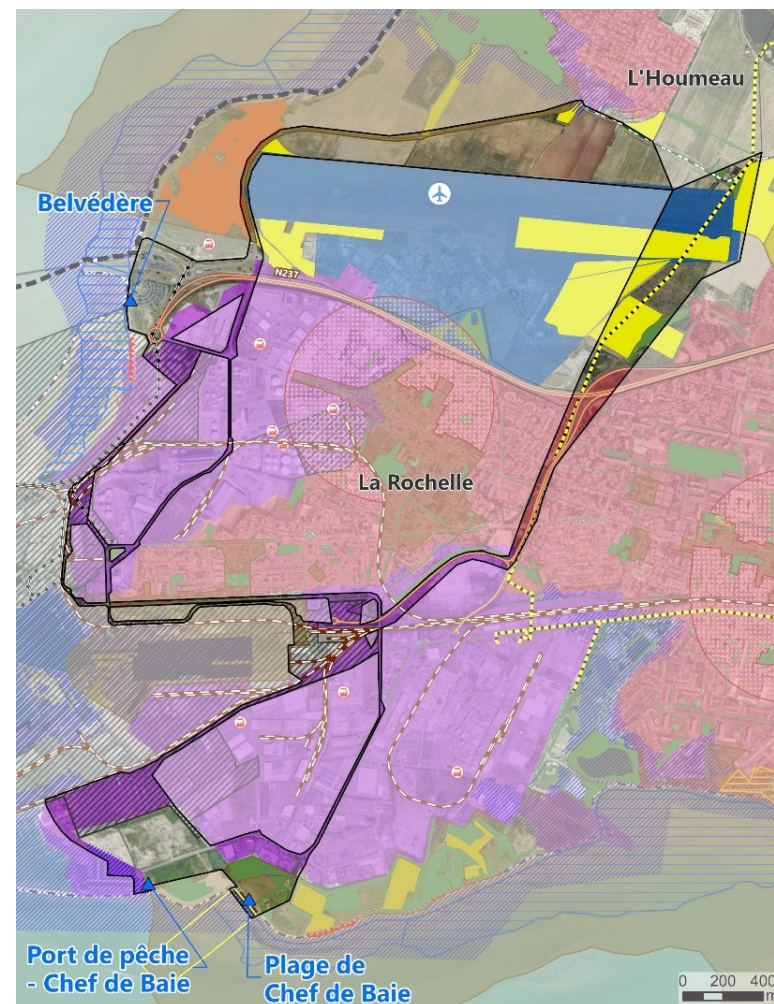 L'Houmeau
Belvédère
N237
La Rochelle
Port de pêche
- Chef de Baie
Plage de
Chef de Baie
0 200 400
m